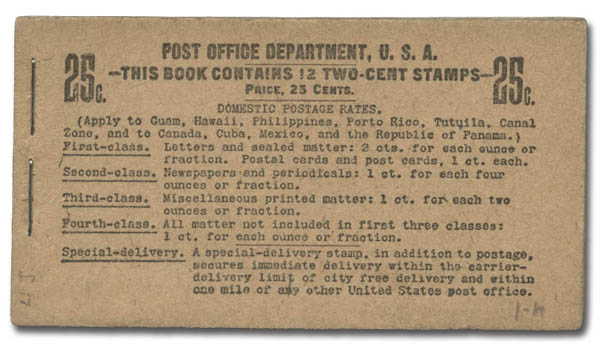 POST OFFICE DEPARTMENT, U. S. A.
25c. —THIS BOOK CONTAINS 12 TWO-CENT STAMPS— 25c.
PRICE, 25 CENTS.
DOMESTIC POSTAGE RATES.
(Apply to Guam, Hawaii, Philippines, Porto Rico, Tutuila, Canal
Zone, and to Canada, Cuba, Mexico, and the Republic of Panama.)
First-class. Letters and sealed matter: 2 cts. for each ounce or
fraction. Postal cards and post cards, 1 ct. each.
Second-class. Newspapers and periodicals: 1 ct. for each four
ounces or fraction.
Third-class. Miscellaneous printed matter: 1 ct. for each two
ounces or fraction.
Fourth-class. All matter not included in first three classes:
1 ct. for each ounce or fraction.
Special-delivery. A special-delivery stamp, in addition to postage,
secures immediate delivery within the carrier-
delivery limit of city free delivery and within
one mile of any other United States post office.